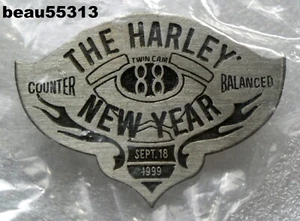 beau55313
THE HARLEY
TWIN CAM
COUNTER 88 BALANCED
NEW YEAR
SEPT. 18
1999